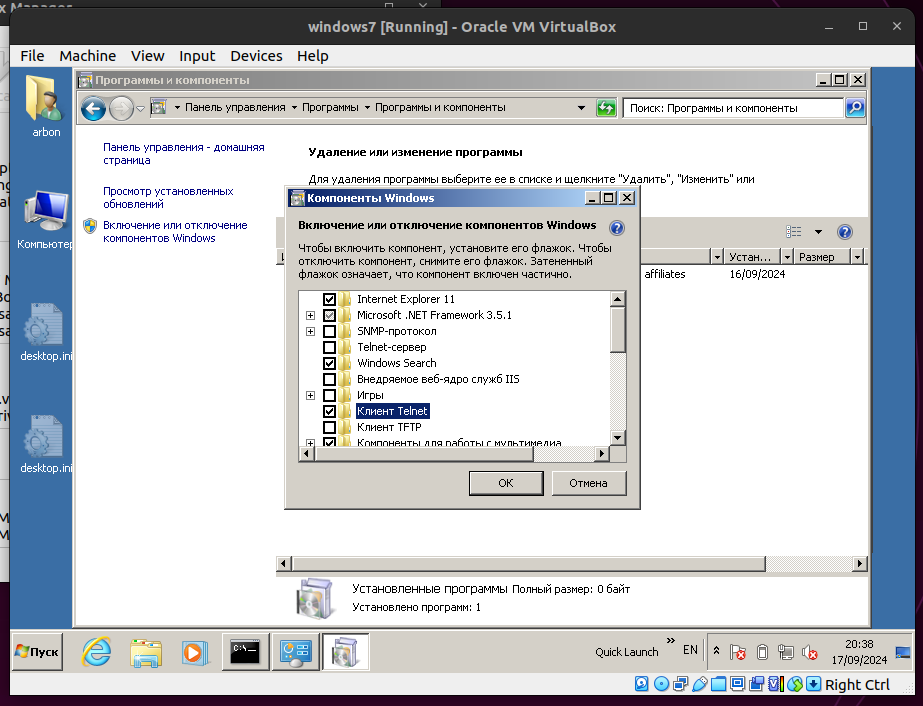 windows7 [Running] - Oracle VM VirtualBox
File Machine View Input Devices Help
Программы и компоненты
Панель управления Программы Программы и компоненты
Поиск: Программы и компоненты
arbon
Компьютер
desktop.ini
desktop.ini
Панель управления - домашняя
страница
Просмотр установленных
обновлений
Включение или отключение
компонентов Windows
Удаление или изменение программы
Для удаления программы выберите ее в списке и щелкните "Удалить", "Изменить" или
Устан... Размер
affiliates 16/09/2024
Компоненты Windows
Включение или отключение компонентов Windows
Чтобы включить компонент, установите его флажок. Чтобы
отключить компонент, снимите его флажок. Затененный
флажок означает, что компонент включен частично.
Internet Explorer 11
Microsoft .NET Framework 3.5.1
SNMP-протокол
Telnet-сервер
Windows Search
Внедряемое веб-ядро служб IIS
Игры
Клиент Telnet
Клиент TFTP
Компоненты для работы с мультимедиа
OK Отмена
Установленные программы Полный размер: 0 байт
Установлено программ: 1
Пуск
C:\_
Quick Launch » EN
20:38
17/09/2024
Right Ctrl